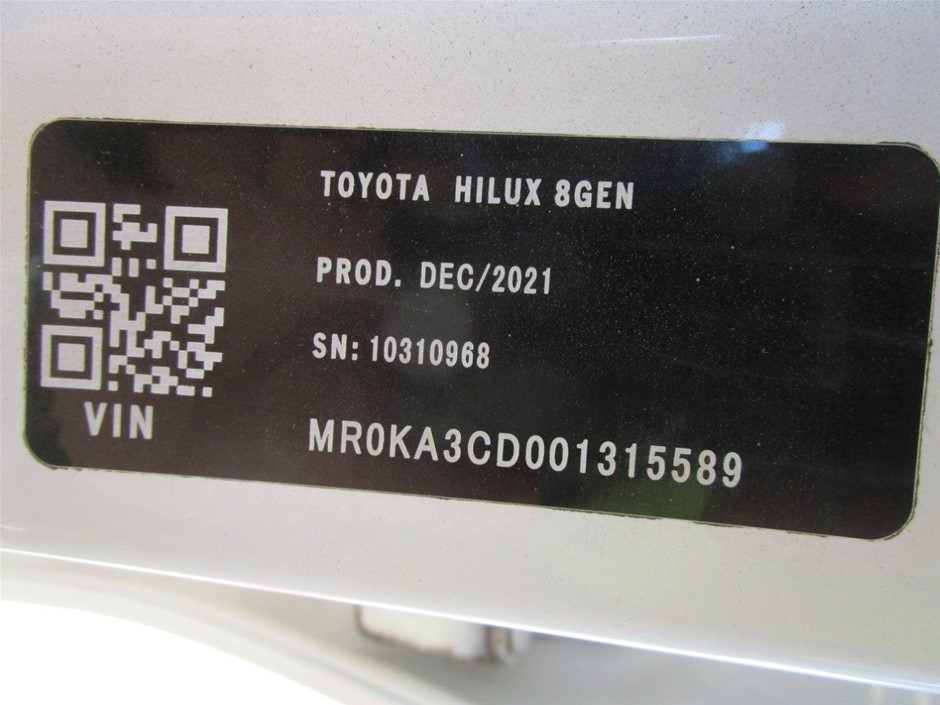 TOYOTA HILUX 8GEN
PROD. DEC/2021
SN: 10310968
VIN
MR0KA3CD001315589